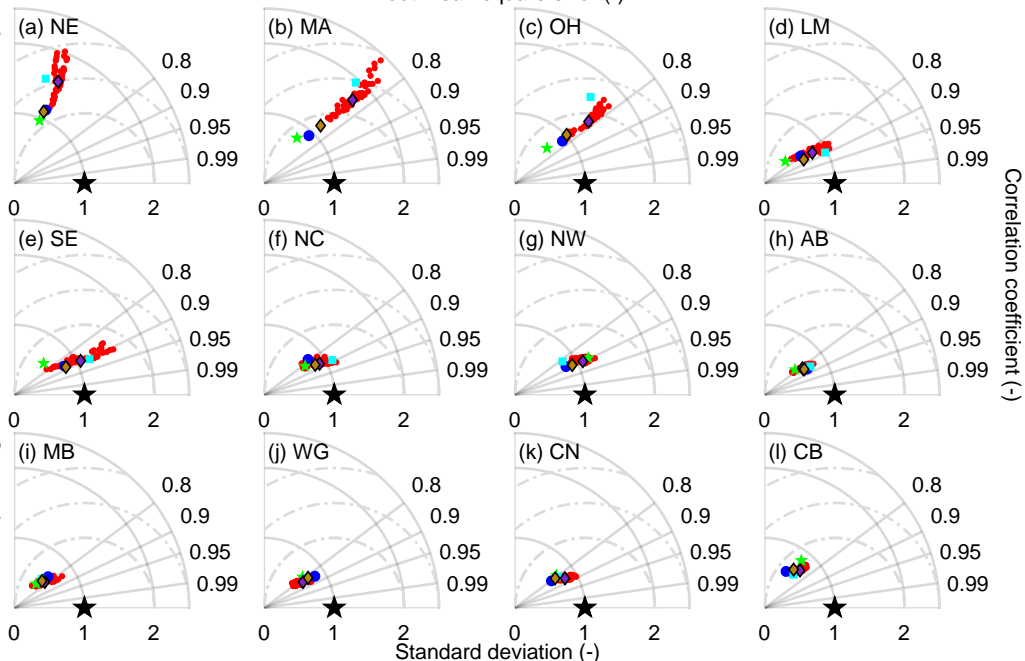 (a) NE
(b) MA
(c) OH
(d) LM
0.8
0.9
0.95
0.99
0.8
0.9
0.95
0.99
0.8
0.9
0.95
0.99
0.8
0.9
0.95
0.99
0 1 2
0 1 2
0 1 2
0 1 2
Correlation coefficient (-)
(e) SE
(f) NC
(g) NW
(h) AB
0.8
0.9
0.95
0.99
0.8
0.9
0.95
0.99
0.8
0.9
0.95
0.99
0.8
0.9
0.95
0.99
0 1 2
0 1 2
0 1 2
0 1 2
(i) MB
(j) WG
(k) CN
(l) CB
0.8
0.9
0.95
0.99
0.8
0.9
0.95
0.99
0.8
0.9
0.95
0.99
0.8
0.9
0.95
0.99
0 1 2
0 1 2
0 1 2
0 1 2
Standard deviation (-)